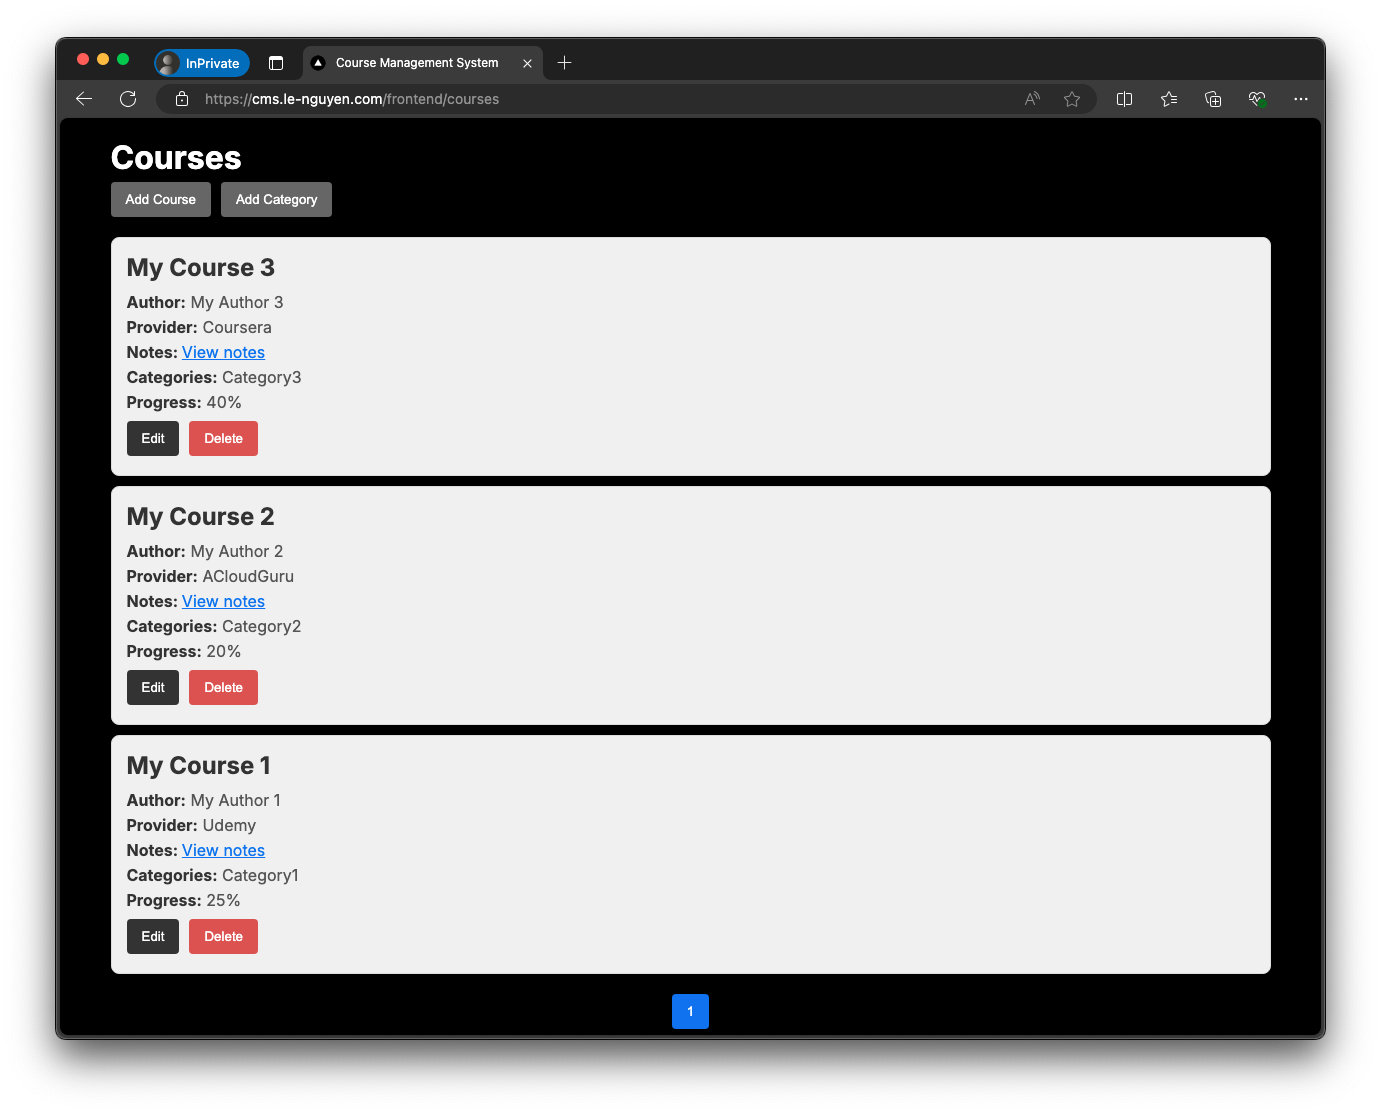 InPrivate
Course Management System
https://cms.le-nguyen.com/frontend/courses
Courses
Add Course Add Category
My Course 3
Author: My Author 3
Provider: Coursera
Notes: View notes
Categories: Category3
Progress: 40%
Edit Delete
My Course 2
Author: My Author 2
Provider: ACloudGuru
Notes: View notes
Categories: Category2
Progress: 20%
Edit Delete
My Course 1
Author: My Author 1
Provider: Udemy
Notes: View notes
Categories: Category1
Progress: 25%
Edit Delete
1